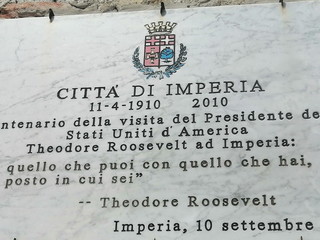 CITTÀ DI IMPERIA
11-4-1910 2010
entenario della visita del Presidente de
Stati Uniti d'America
Theodore Roosevelt ad Imperia:
quello che puoi con quello che hai,
posto in cui sei"
-- Theodore Roosevelt
Imperia, 10 settembre